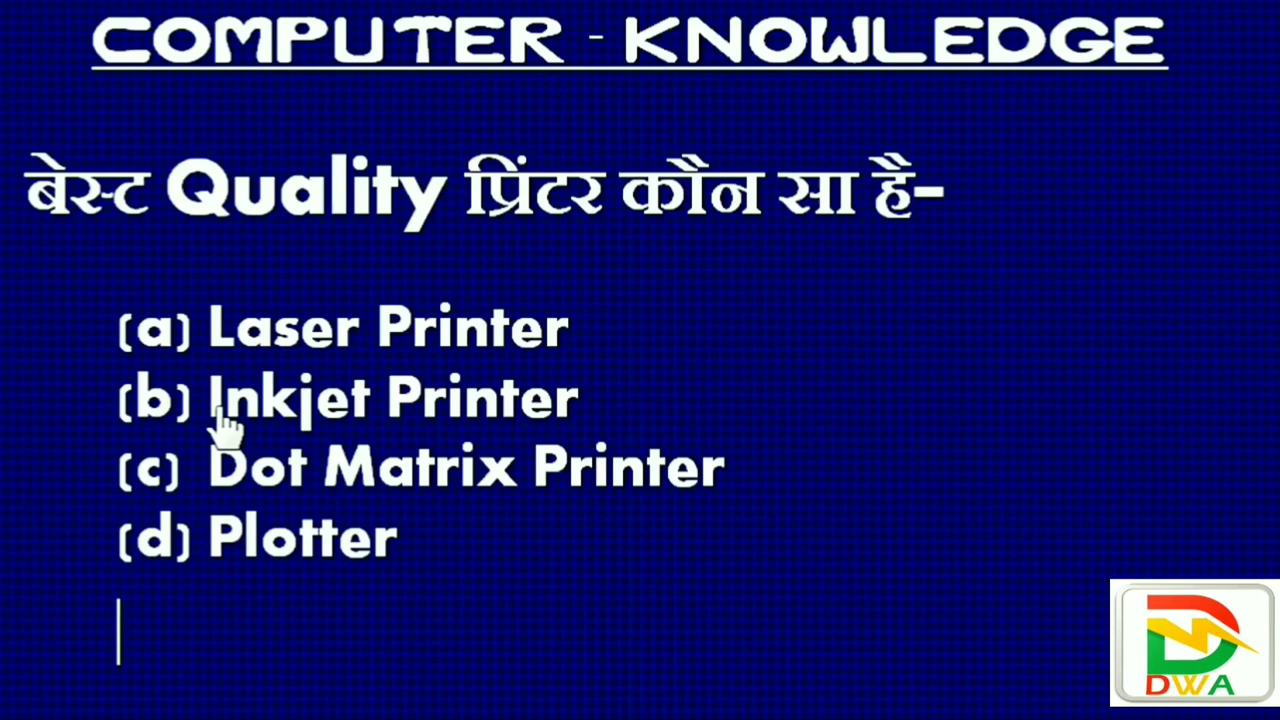 COMPUTER - KNOWLEDGE
बेस्ट Quality प्रिंटर कौन सा है-
(a) Laser Printer
(b) Inkjet Printer
(c) Dot Matrix Printer
(d) Plotter
DWA